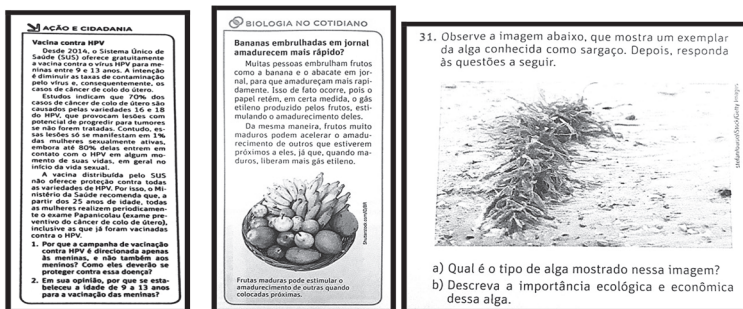 AÇÃO E CIDADANIA
Vacina contra HPV
Desde 2014, o Sistema Único de
Saúde (SUS) oferece gratuitamente
a vacina contra o vírus HPV para me-
ninas entre 9 e 13 anos. A intenção
é diminuir as taxas de contaminação
pelo vírus e, consequentemente, os
casos de câncer de colo do útero.
Estudos indicam que 70% dos
casos de câncer de colo de útero são
causados pelas variedades 16 e 18
do HPV, que provocam lesões com
potencial de progredir para tumores
se não forem tratadas. Contudo, es-
sas lesões só se manifestam em 1%
das mulheres sexualmente ativas,
embora até 80% delas entrem em
contato com o HPV em algum mo-
mento de suas vidas, em geral no
início da vida sexual.
A vacina distribuída pelo SUS
não oferece proteção contra todas
as variedades de HPV. Por isso, o Mi-
nistério da Saúde recomenda que, a
partir dos 25 anos de idade, todas
as mulheres realizem periodicamen-
te o exame Papanicolau (exame pre-
ventivo do câncer de colo de útero),
inclusive as que já foram vacinadas
contra o HPV.
1. Por que a campanha de vacinação
contra HPV é direcionada apenas
às meninas, e não também aos
meninos? Como eles deverão se
proteger contra essa doença?
2. Em sua opinião, por que se esta-
beleceu a idade de 9 a 13 anos
para a vacinação das meninas?
BIOLOGIA NO COTIDIANO
Bananas embrulhadas em jornal
amadurecem mais rápido?
Muitas pessoas embrulham frutos
como a banana e o abacate em jor-
nal, para que amadureçam mais rapi-
damente. Isso de fato ocorre, pois o
papel retém, em certa medida, o gás
etileno produzido pelos frutos, esti-
mulando o amadurecimento deles.
Da mesma maneira, frutos muito
maduros podem acelerar o amadu-
recimento de outros que estiverem
próximos a eles, já que, quando ma-
duros, liberam mais gás etileno.
Frutas maduras pode estimular o
amadurecimento de outras quando
colocadas próximas.
31. Observe a imagem abaixo, que mostra um exemplar
da alga conhecida como sargaço. Depois, responda
às questões a seguir.
a) Qual é o tipo de alga mostrado nessa imagem?
b) Descreva a importância ecológica e econômica
dessa alga.